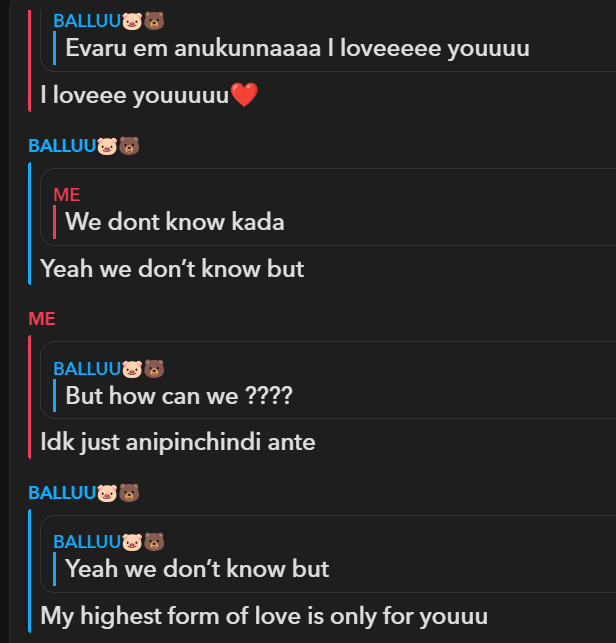 BALLUU🐷🐻
Evaru em anukunnaaaa I loveeeee youuuu
I loveee youuuuu❤️
BALLUU🐷🐻
ME
We dont know kada
Yeah we don’t know but
ME
BALLUU🐷🐻
But how can we ????
Idk just anipinchindi ante
BALLUU🐷🐻
BALLUU🐷🐻
Yeah we don’t know but
My highest form of love is only for youuu